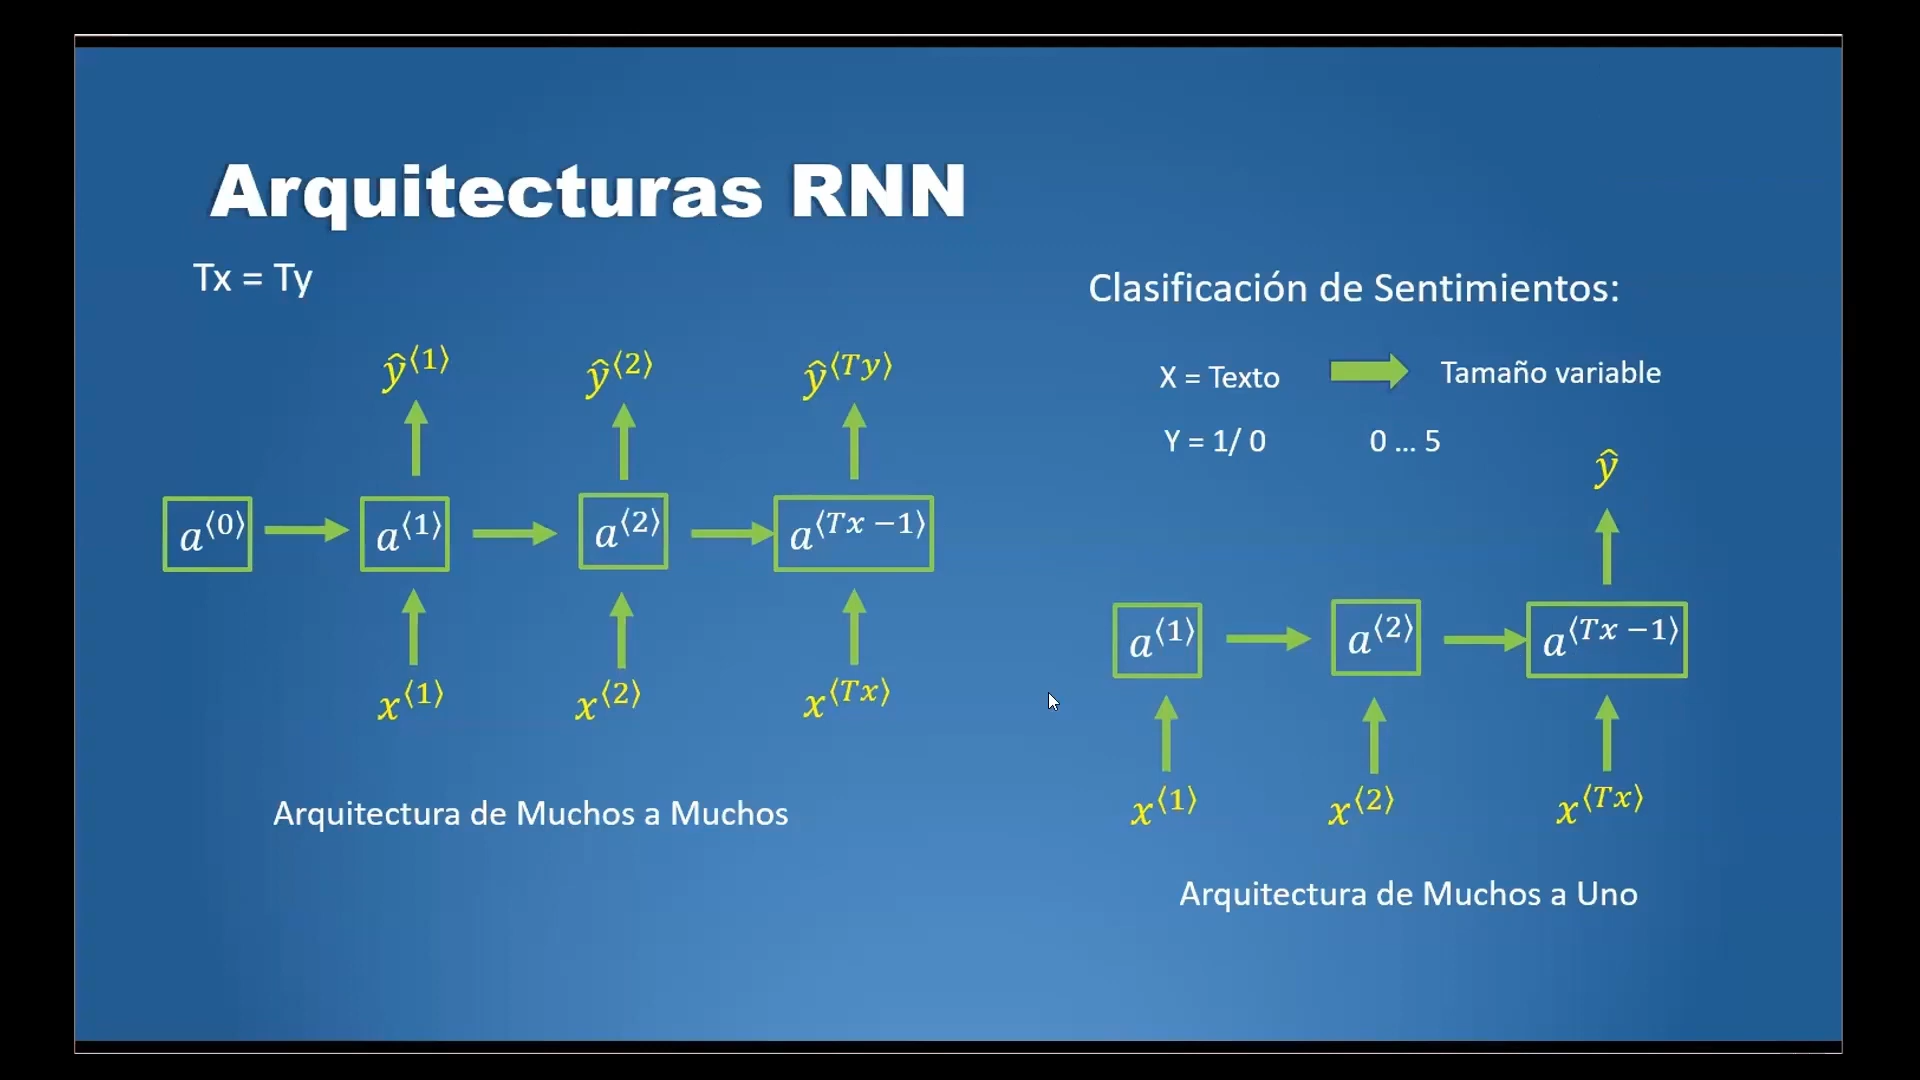 Arquitecturas RNN
Tx = Ty
ŷ⟨1⟩ ŷ⟨2⟩ ŷ⟨Ty⟩
a⟨0⟩ a⟨1⟩ a⟨2⟩ a⟨Tx −1⟩
x⟨1⟩ x⟨2⟩ x⟨Tx⟩
Arquitectura de Muchos a Muchos
Clasificación de Sentimientos:
X = Texto Tamaño variable
Y = 1/ 0 0 ... 5
ŷ
a⟨1⟩ a⟨2⟩ a⟨Tx −1⟩
x⟨1⟩ x⟨2⟩ x⟨Tx⟩
Arquitectura de Muchos a Uno